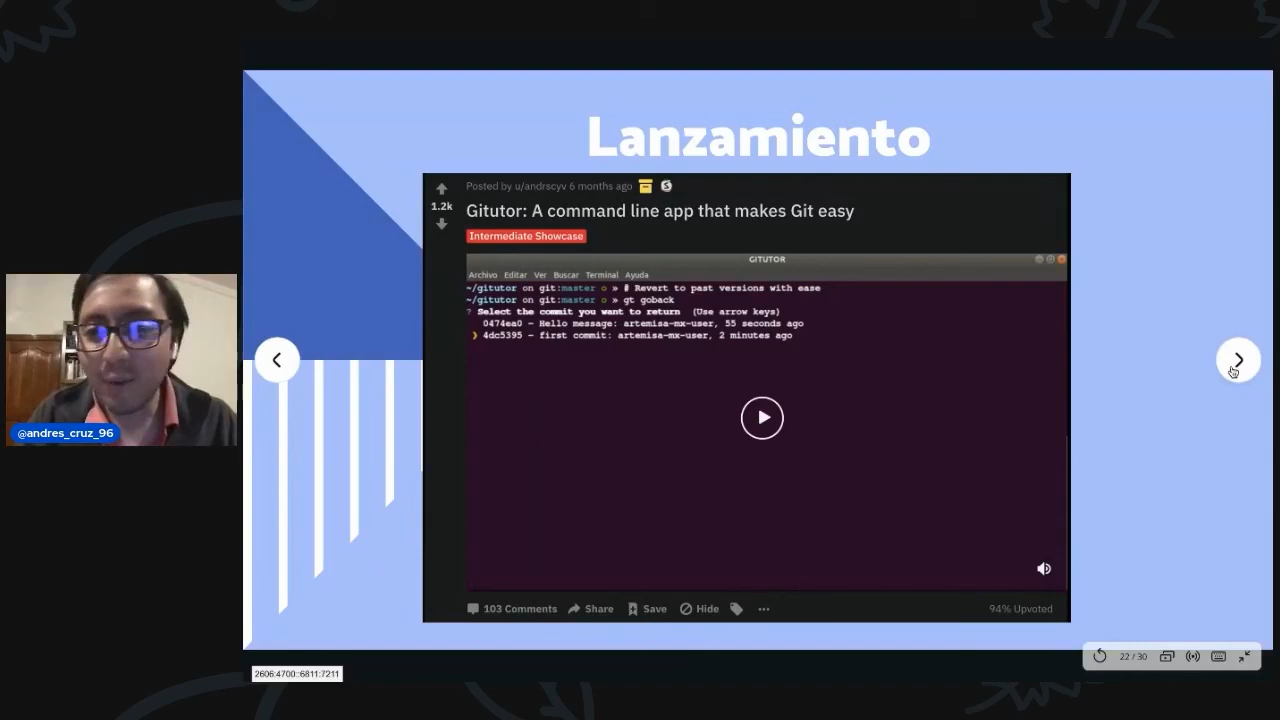 Lanzamiento
Posted by u/andrscyv 6 months ago
1.2k
Gitutor: A command line app that makes Git easy
Intermediate Showcase
GITUTOR
Archivo Editar Ver Buscar Terminal Ayuda
~/gitutor on git:master o » # Revert to past versions with ease
~/gitutor on git:master o » gt goback
? Select the commit you want to return (Use arrow keys)
0474ea0 - Hello message: artemisa-mx-user, 55 seconds ago
❯ 4dc5395 - first commit: artemisa-mx-user, 2 minutes ago
@andres_cruz_96
103 Comments Share Save Hide ••• 94% Upvoted
22 / 30
2606:4700::6811:7211